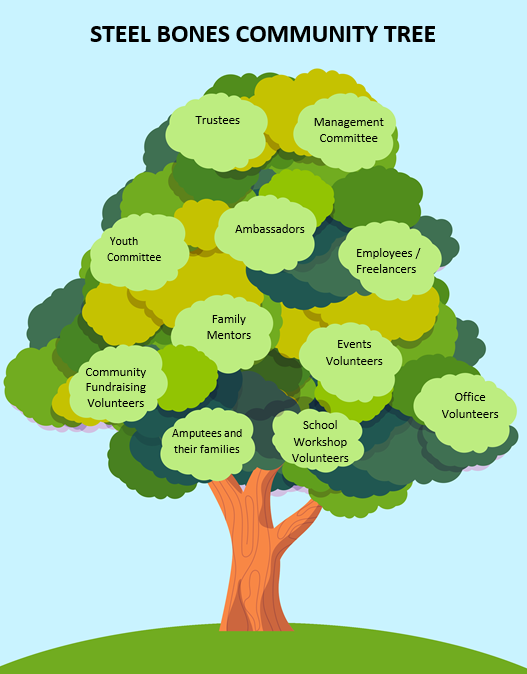 STEEL BONES COMMUNITY TREE
Trustees
Management
Committee
Youth
Committee
Ambassadors
Employees /
Freelancers
Family
Mentors
Events
Volunteers
Community
Fundraising
Volunteers
Office
Volunteers
Amputees and
their families
School
Workshop
Volunteers